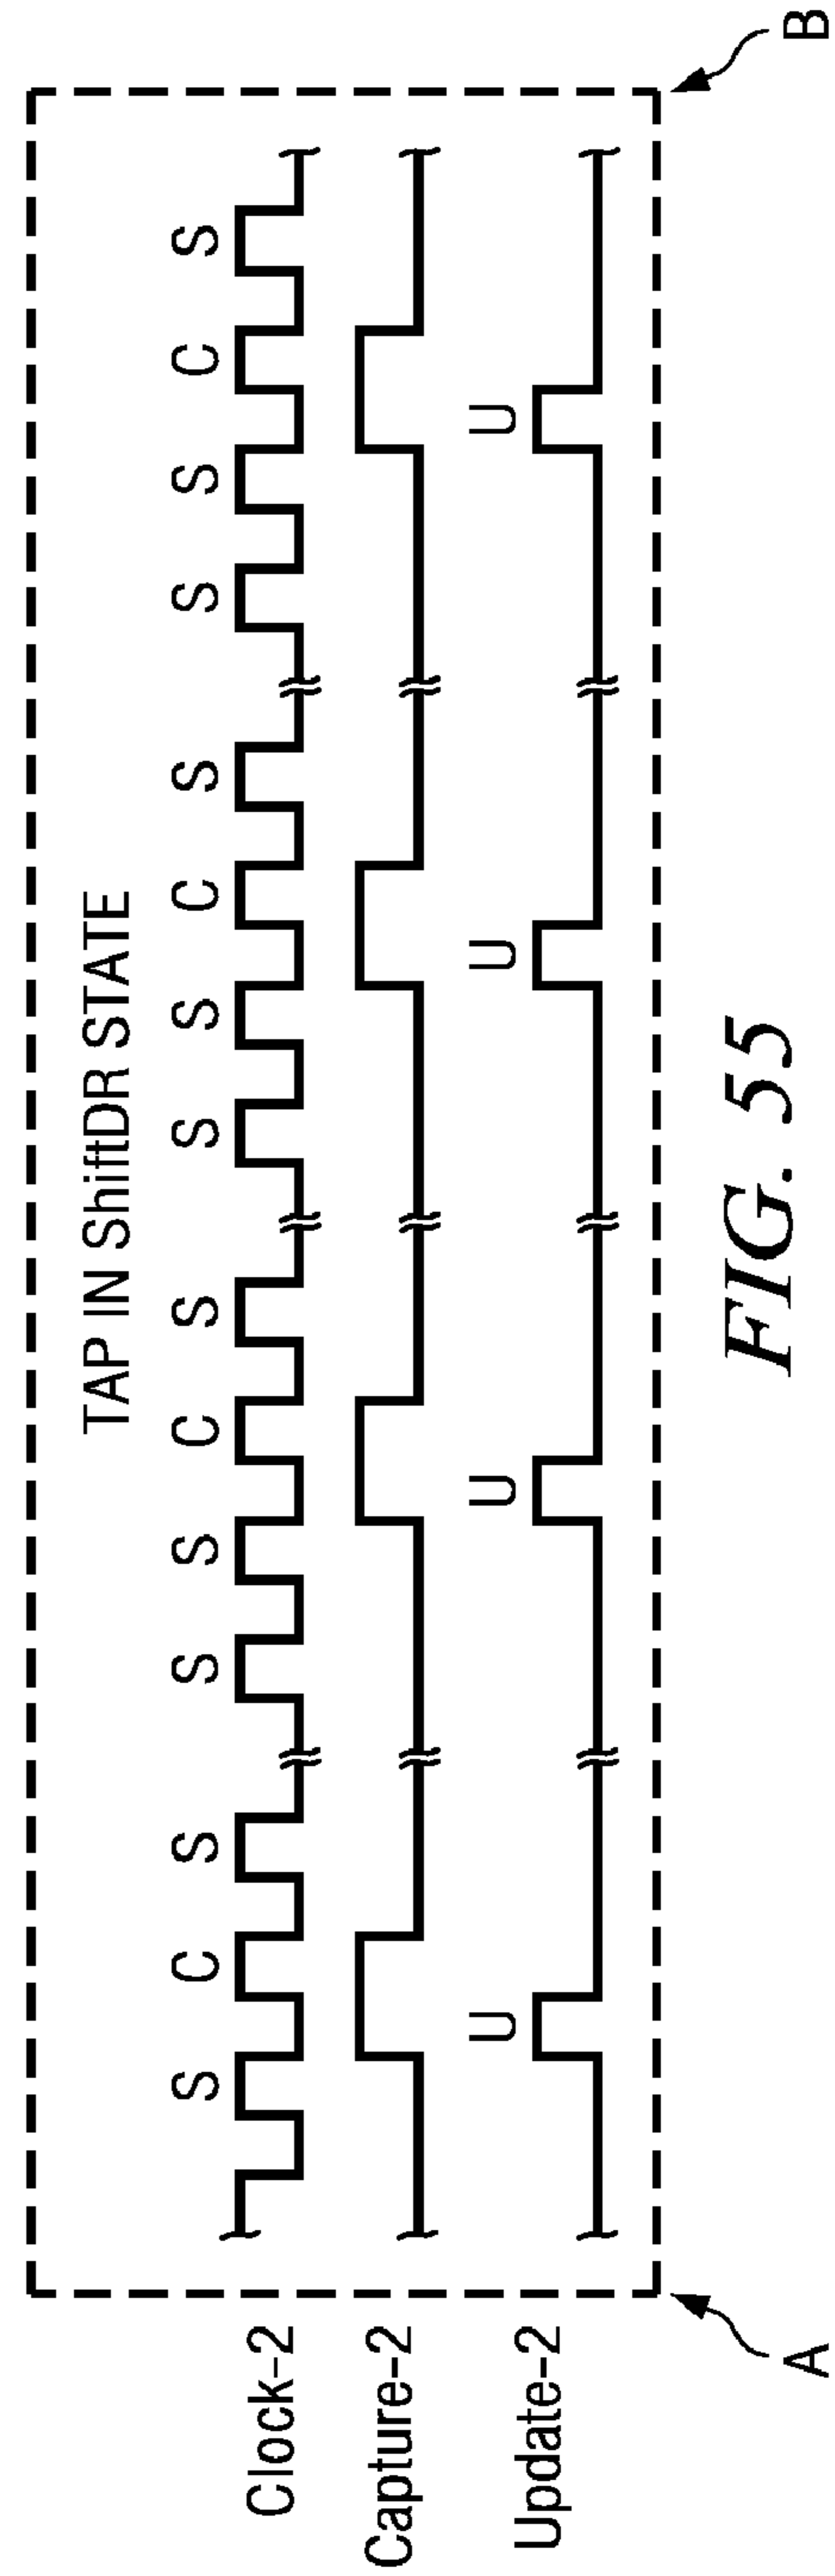 TAP IN ShiftDR STATE
S C S S S C S S S C S S S C S
Clock-2
Capture-2
U U U U
Update-2
A B
FIG. 55